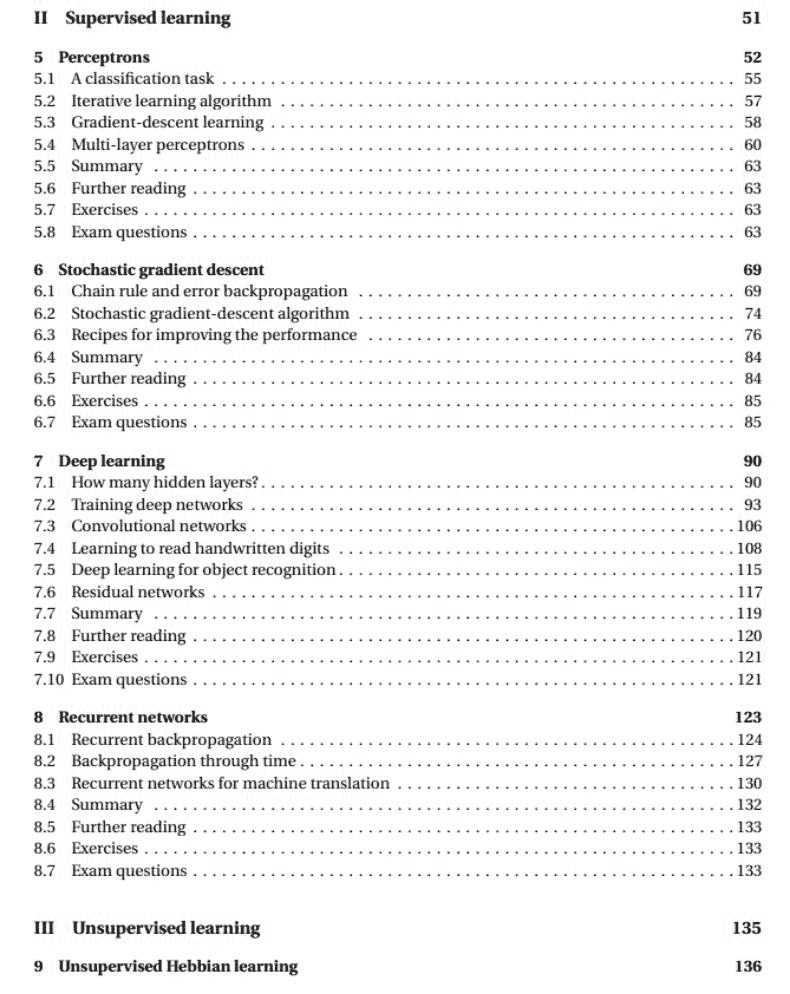 II Supervised learning 51
5 Perceptrons 52
5.1 A classification task . . . . . . . . . . . . . . . . . . . . 55
5.2 Iterative learning algorithm . . . . . . . . . . . . . . . . . . . . 57
5.3 Gradient-descent learning . . . . . . . . . . . . . . . . . . . . 58
5.4 Multi-layer perceptrons . . . . . . . . . . . . . . . . . . . . 60
5.5 Summary . . . . . . . . . . . . . . . . . . . . 63
5.6 Further reading . . . . . . . . . . . . . . . . . . . . 63
5.7 Exercises . . . . . . . . . . . . . . . . . . . . 63
5.8 Exam questions . . . . . . . . . . . . . . . . . . . . 63
6 Stochastic gradient descent 69
6.1 Chain rule and error backpropagation . . . . . . . . . . . . . . . . . . . . 69
6.2 Stochastic gradient-descent algorithm . . . . . . . . . . . . . . . . . . . . 74
6.3 Recipes for improving the performance . . . . . . . . . . . . . . . . . . . . 76
6.4 Summary . . . . . . . . . . . . . . . . . . . . 84
6.5 Further reading . . . . . . . . . . . . . . . . . . . . 84
6.6 Exercises . . . . . . . . . . . . . . . . . . . . 85
6.7 Exam questions . . . . . . . . . . . . . . . . . . . . 85
7 Deep learning 90
7.1 How many hidden layers? . . . . . . . . . . . . . . . . . . . . 90
7.2 Training deep networks . . . . . . . . . . . . . . . . . . . . 93
7.3 Convolutional networks . . . . . . . . . . . . . . . . . . . . 106
7.4 Learning to read handwritten digits . . . . . . . . . . . . . . . . . . . . 108
7.5 Deep learning for object recognition . . . . . . . . . . . . . . . . . . . . 115
7.6 Residual networks . . . . . . . . . . . . . . . . . . . . 117
7.7 Summary . . . . . . . . . . . . . . . . . . . . 119
7.8 Further reading . . . . . . . . . . . . . . . . . . . . 120
7.9 Exercises . . . . . . . . . . . . . . . . . . . . 121
7.10 Exam questions . . . . . . . . . . . . . . . . . . . . 121
8 Recurrent networks 123
8.1 Recurrent backpropagation . . . . . . . . . . . . . . . . . . . . 124
8.2 Backpropagation through time . . . . . . . . . . . . . . . . . . . . 127
8.3 Recurrent networks for machine translation . . . . . . . . . . . . . . . . . . . . 130
8.4 Summary . . . . . . . . . . . . . . . . . . . . 132
8.5 Further reading . . . . . . . . . . . . . . . . . . . . 133
8.6 Exercises . . . . . . . . . . . . . . . . . . . . 133
8.7 Exam questions . . . . . . . . . . . . . . . . . . . . 133
III Unsupervised learning 135
9 Unsupervised Hebbian learning 136